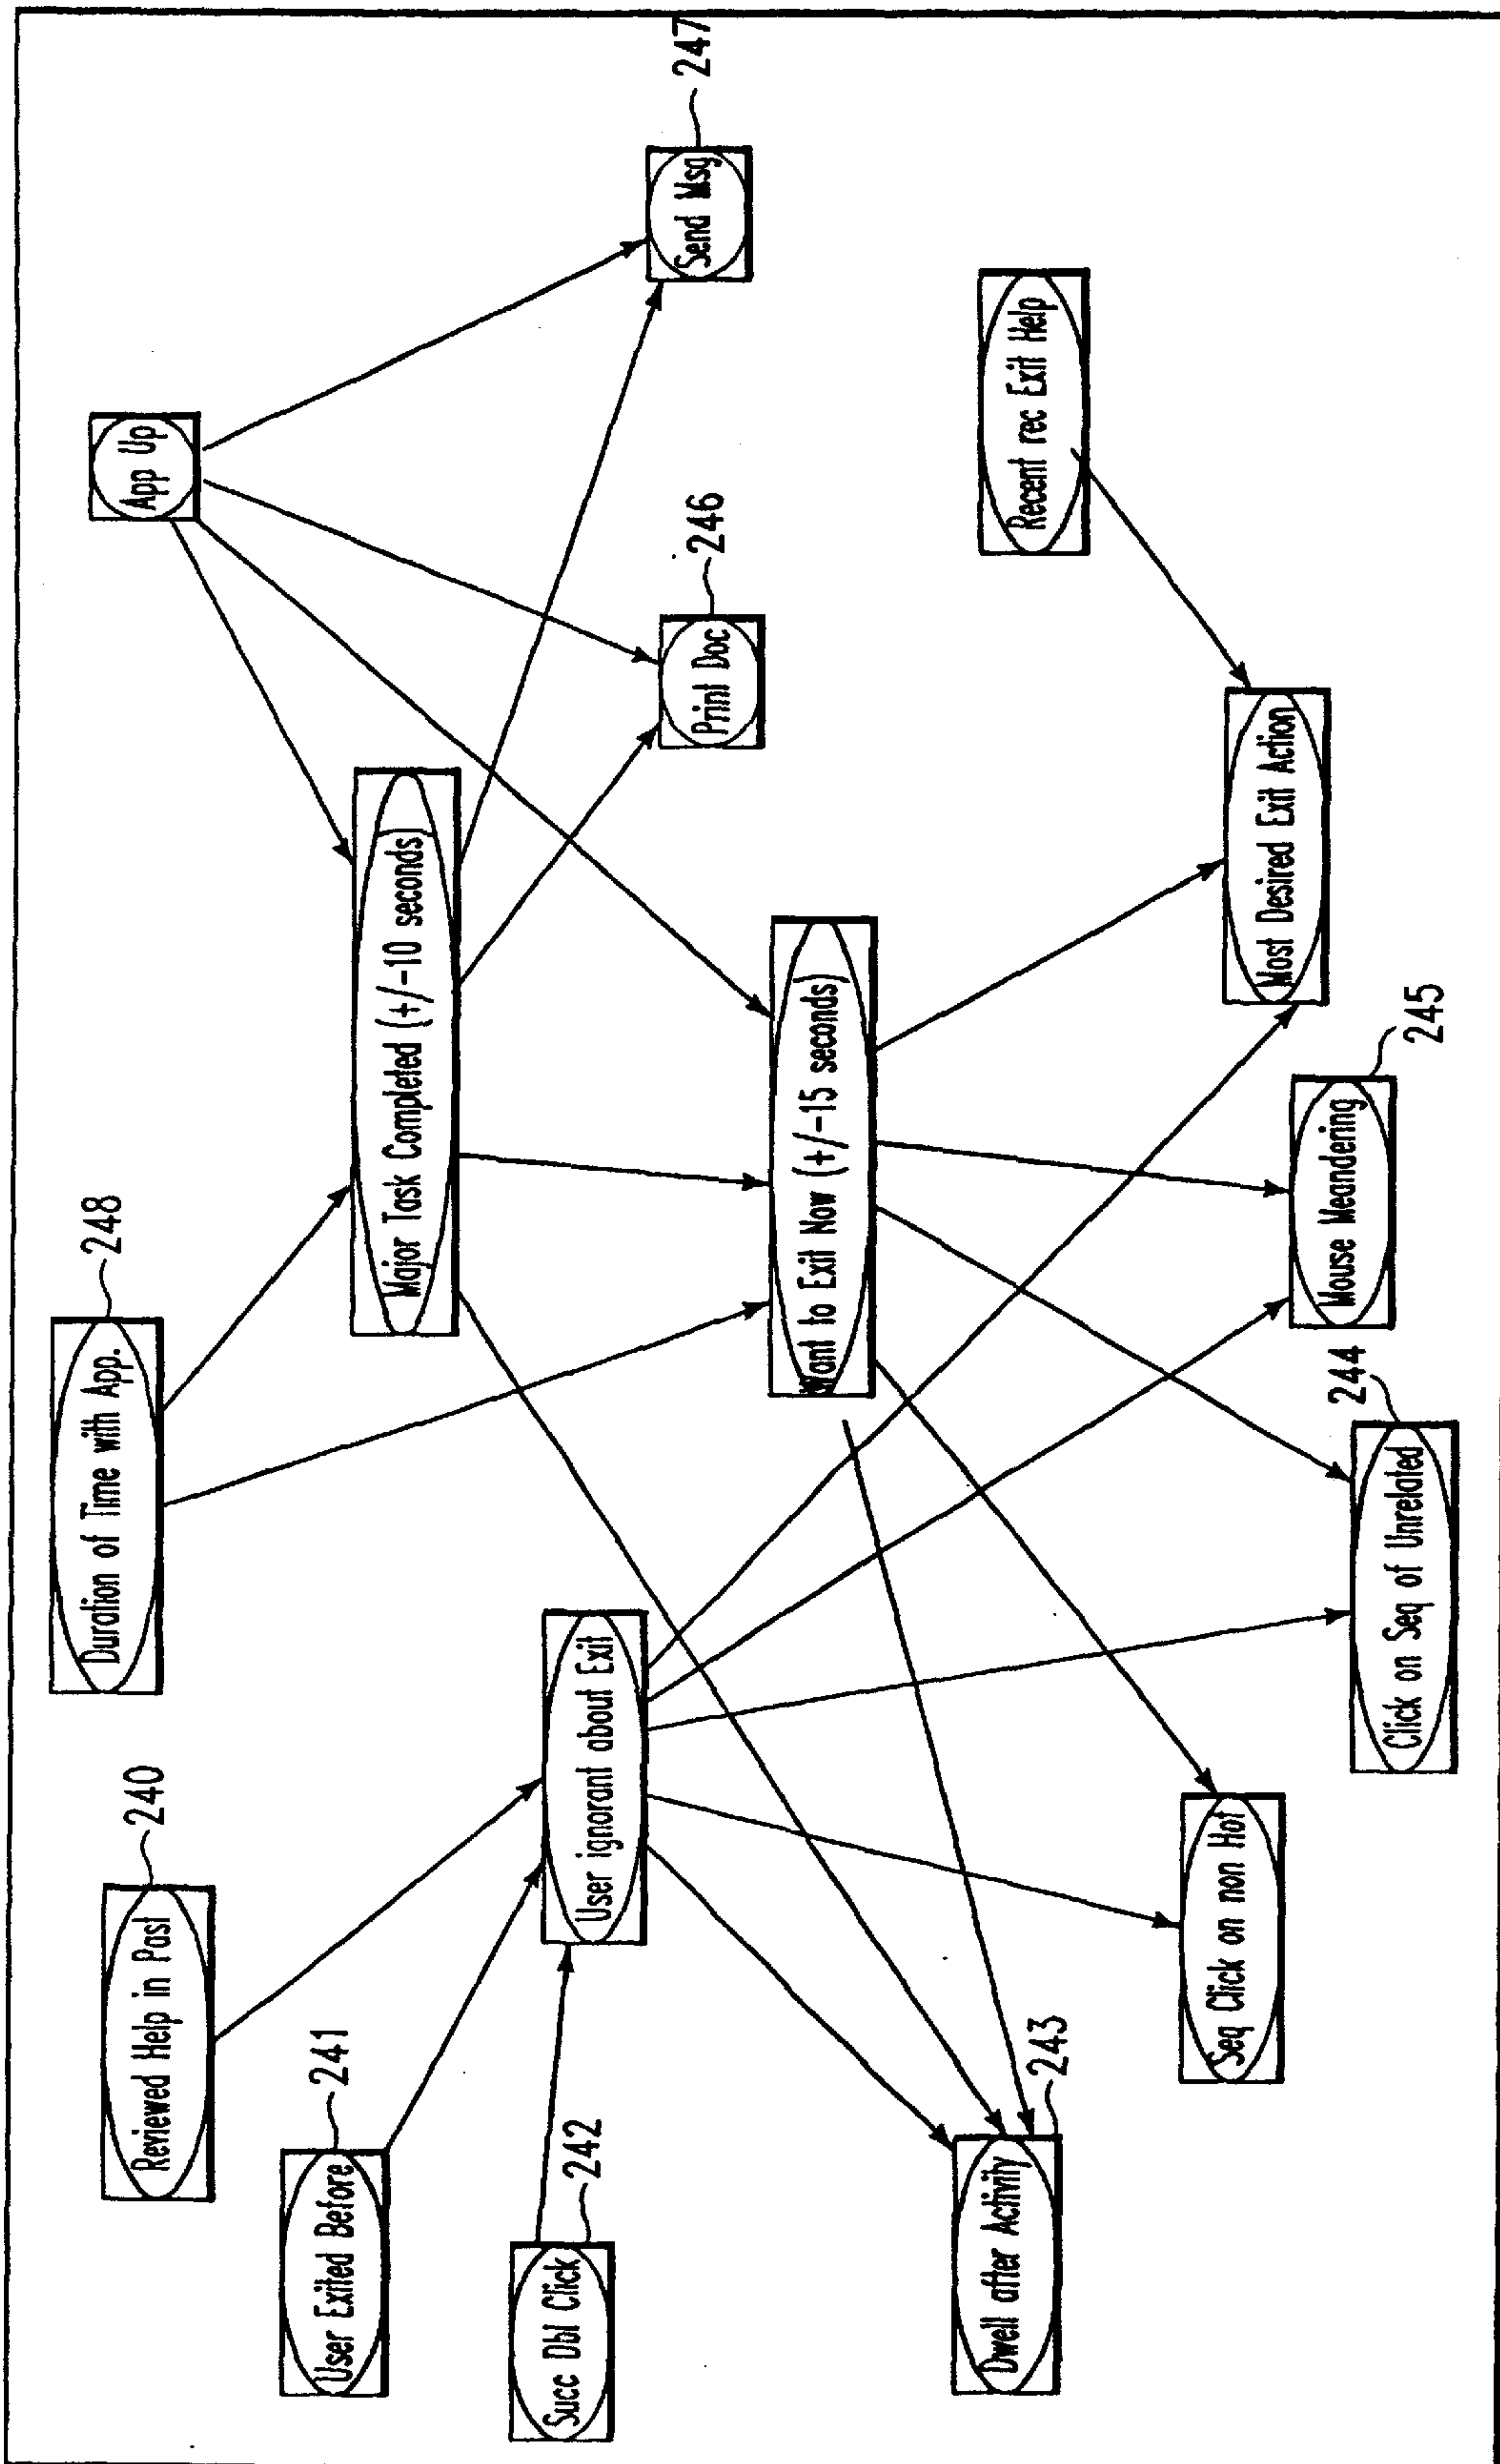 Reviewed Help in Past
240
Duration of Time with App.
248
App Up
User Exited Before
241
Major Task Completed (+/-10 seconds)
Succ Dbl Click
242
User ignorant about Exit
Print Doc
246
Send Msg
247
Want to Exit Now (+/-15 seconds)
Dwell after Activity
243
Recent rec Exit Help
Seq Click on non Hot
Most Desired Exit Action
Mouse Meandering
245
Click on Seq of Unrelated
244